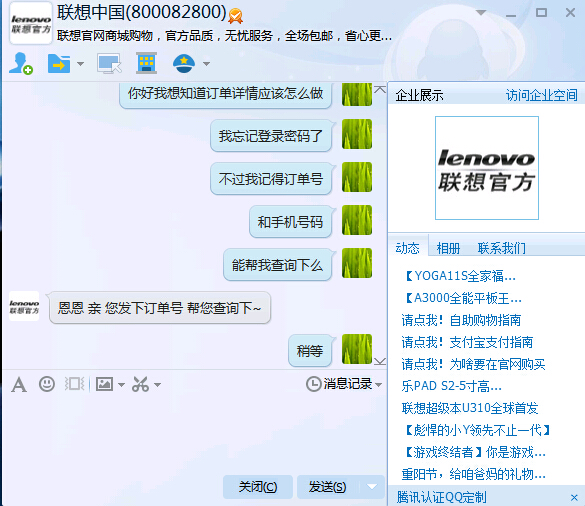 lenovo
联想官方
联想中国(800082800)
联想官网商城购物，官方品质，无忧服务，全场包邮，省心更...
你好我想知道订单详情应该怎么做
我忘记登录密码了
不过我记得订单号
和手机号码
能帮我查询下么
lenovo
联想官方
恩恩 亲 您发下订单号 帮您查询下~
稍等
消息记录
关闭(C)
发送(S)
企业展示
访问企业空间
lenovo
联想官方
动态
相册
联系我们
【YOGA11S全家福...
【A3000全能平板王...
请点我！自助购物指南
请点我！支付宝支付指南
请点我！为啥要在官网购买
乐PAD S2-5寸高...
联想超级本U310全球首发
【彪悍的小Y领先不止一代】
【游戏终结者】你是游戏...
重阳节，给咱爸妈的礼物...
腾讯认证QQ定制